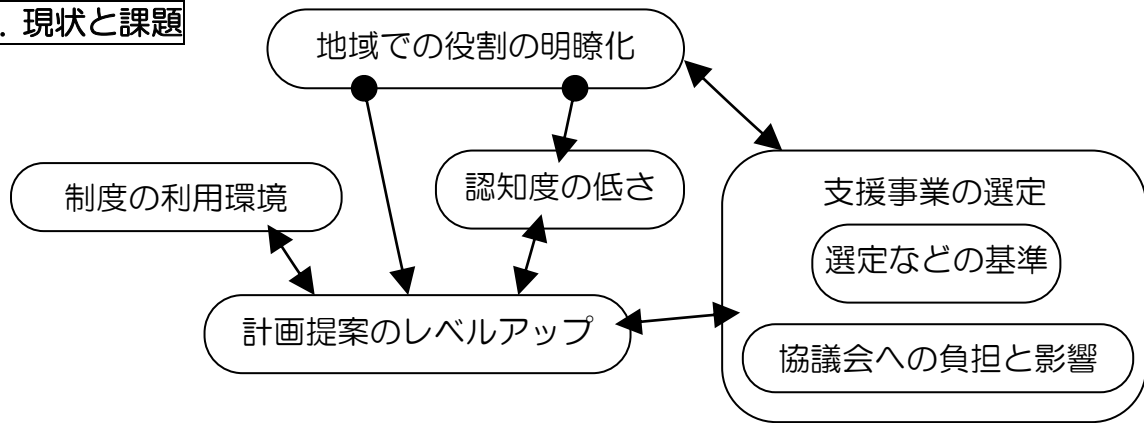 . 現状と課題
地域での役割の明瞭化
制度の利用環境
認知度の低さ
支援事業の選定
選定などの基準
計画提案のレベルアップ
協議会への負担と影響